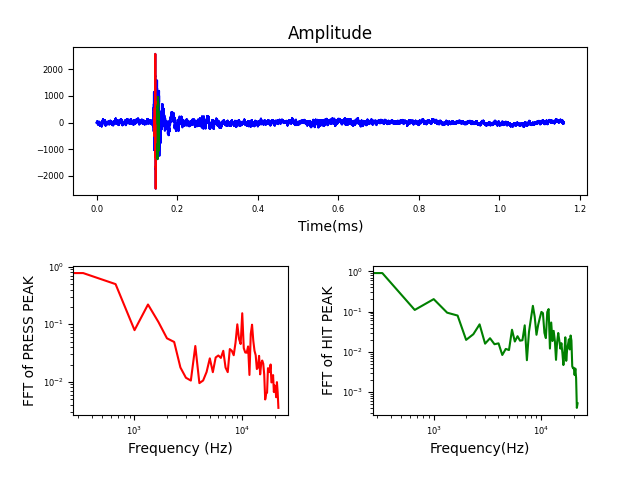 Amplitude
2000
1000
0
−1000
−2000
0.0 0.2 0.4 0.6 0.8 1.0 1.2
Time(ms)
FFT of PRESS PEAK
10⁰
10⁻¹
10⁻²
10³ 10⁴
Frequency (Hz)
FFT of HIT PEAK
10⁰
10⁻¹
10⁻²
10⁻³
10³ 10⁴
Frequency(Hz)